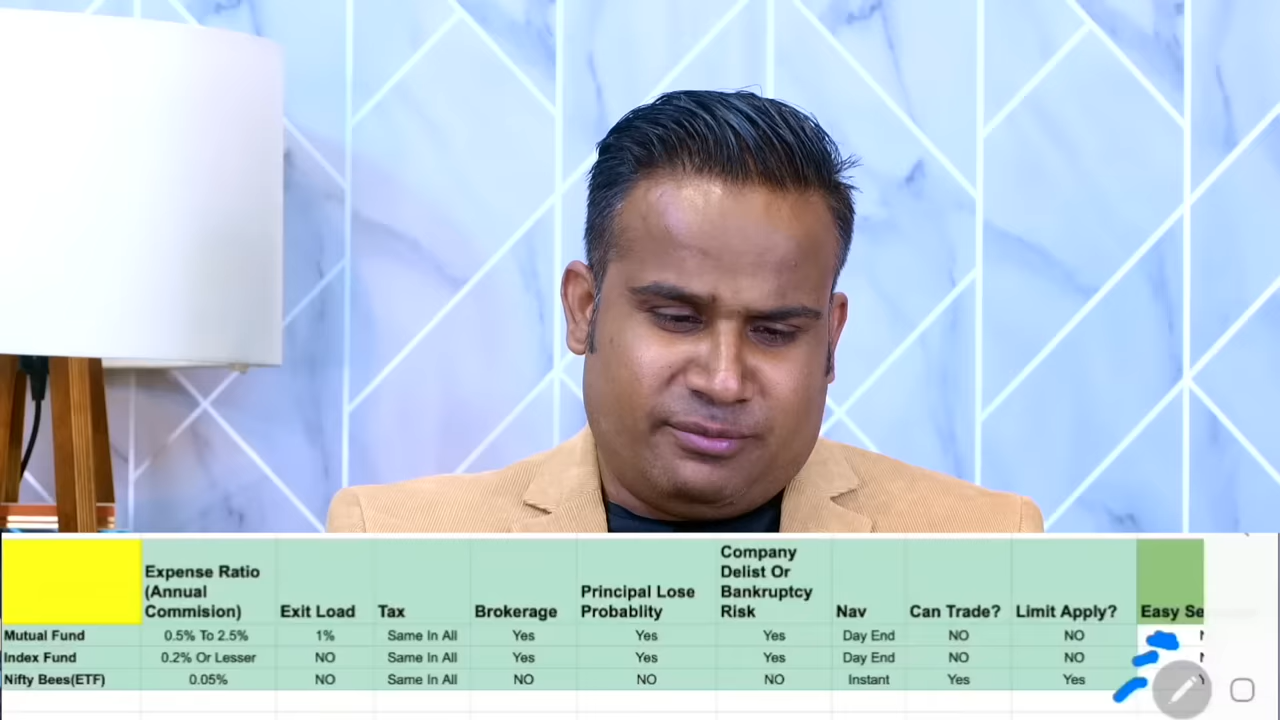 Expense Ratio (Annual Commision) Exit Load Tax Brokerage Principal Lose Probablity Company Delist Or Bankruptcy Risk Nav Can Trade? Limit Apply? Easy
Mutual Fund 0.5% To 2.5% 1% Same In All Yes Yes Yes Day End NO NO
Index Fund 0.2% Or Lesser NO Same In All Yes Yes Yes Day End NO NO
Nifty Bees(ETF) 0.05% NO Same In All NO NO NO Instant Yes Yes